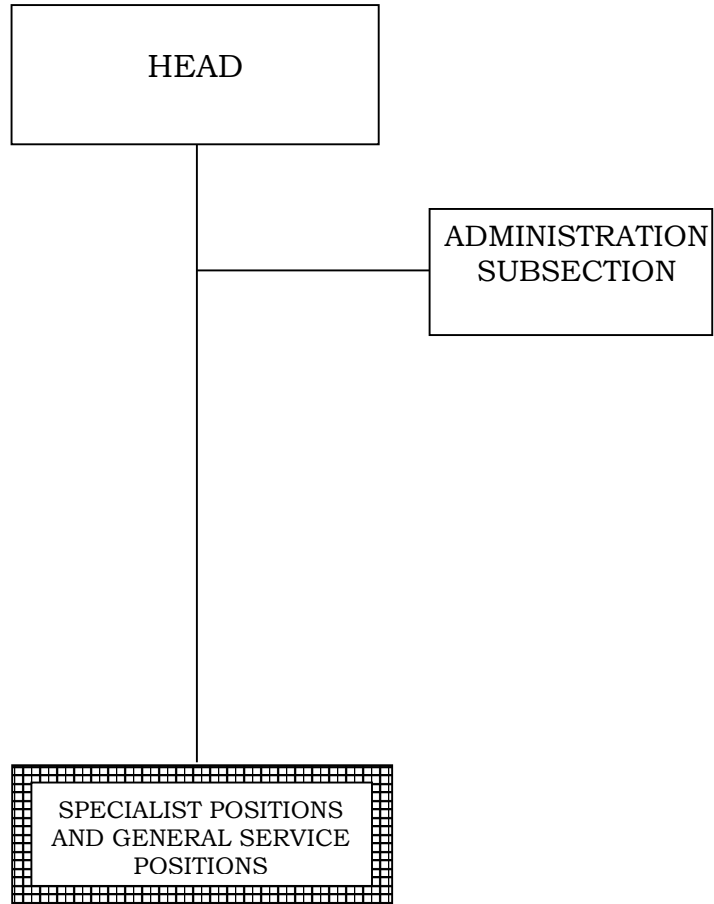 HEAD
ADMINISTRATION
SUBSECTION
SPECIALIST POSITIONS
AND GENERAL SERVICE
POSITIONS